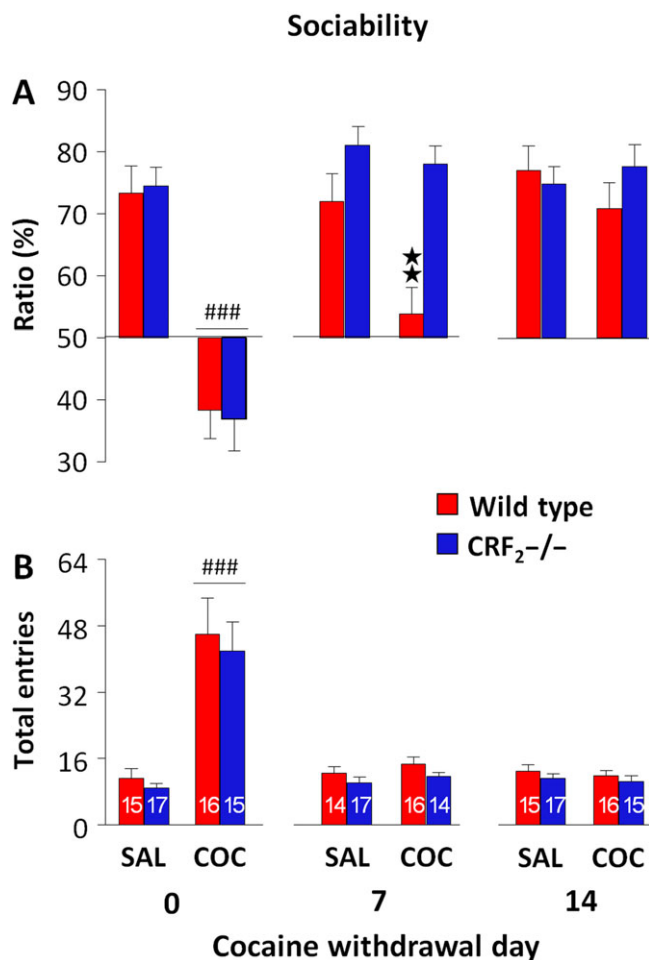 Sociability
A
Ratio (%)
90
80
70
60
50
40
30
###
★★
Wild type
CRF₂−/−
B
Total entries
64
48
32
16
0
###
15 17 16 15 14 17 16 14 15 17 16 15
SAL COC SAL COC SAL COC
0 7 14
Cocaine withdrawal day